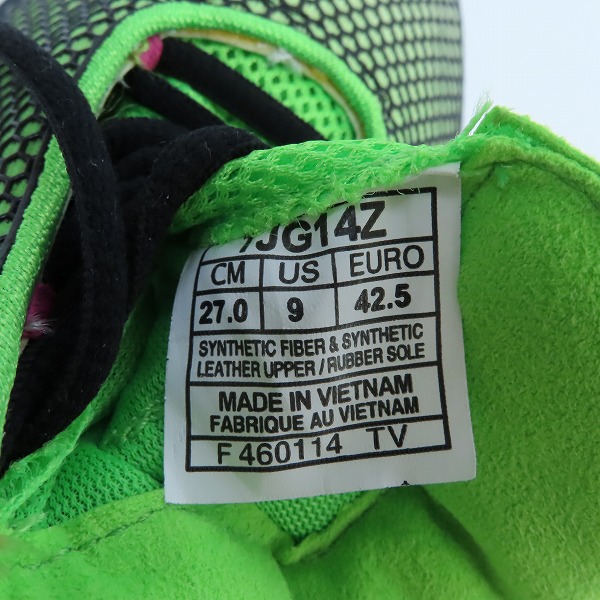 JG14Z
CM US EURO
27.0 9 42.5
SYNTHETIC FIBER & SYNTHETIC
LEATHER UPPER / RUBBER SOLE
MADE IN VIETNAM
FABRIQUE AU VIETNAM
F 460114 TV